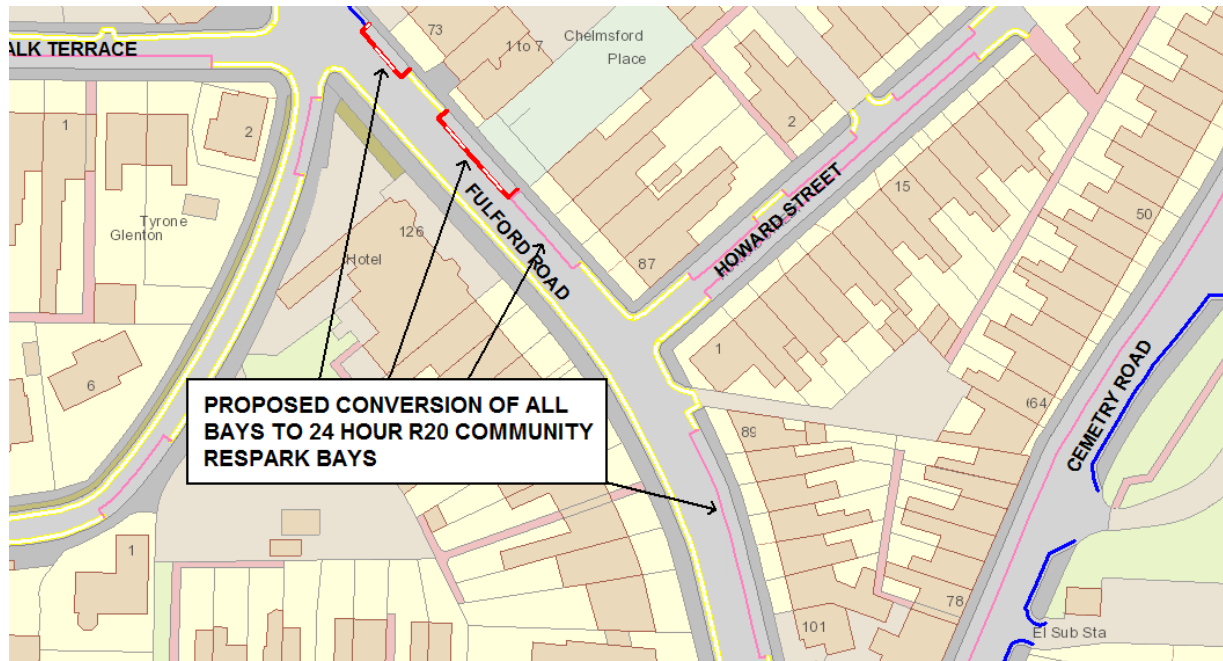 73
Chelmsford
Place
1 to 7
ALK TERRACE
1
2
2
Tyrone
Glenton
126
Hotel
FULFORD ROAD
HOWARD STREET
15
50
87
1
6
PROPOSED CONVERSION OF ALL
BAYS TO 24 HOUR R20 COMMUNITY
RESPARK BAYS
89
64
CEMETRY ROAD
1
78
101
El Sub Sta